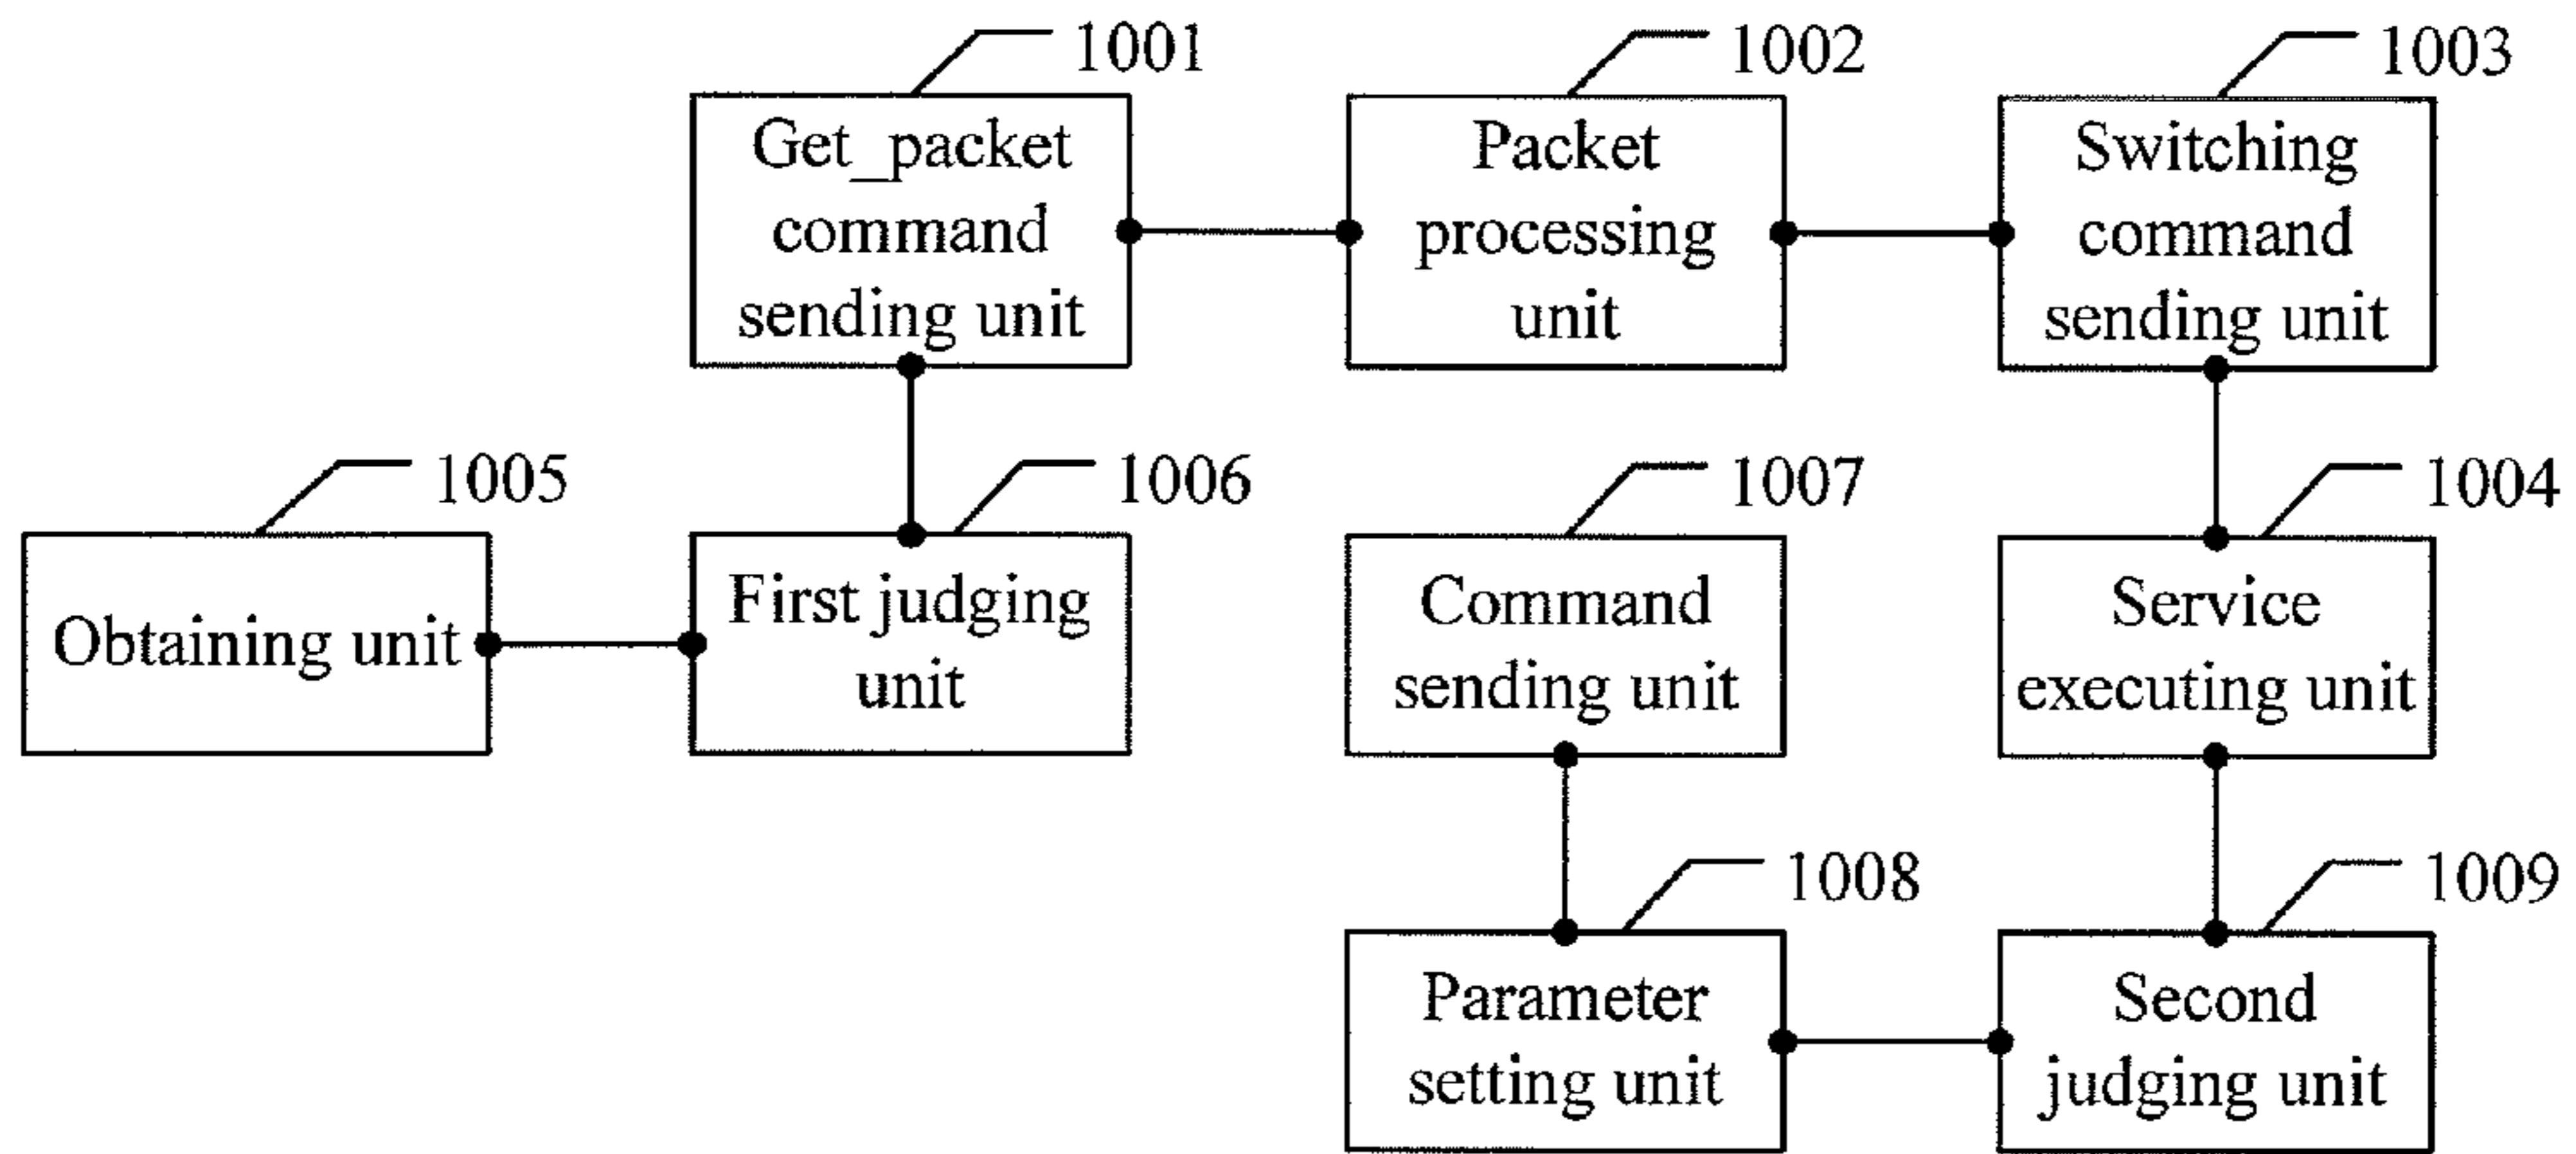 1001
Get_packet
command
sending unit
1002
Packet
processing
unit
1003
Switching
command
sending unit
1005
Obtaining unit
1006
First judging
unit
1007
Command
sending unit
1004
Service
executing unit
1008
Parameter
setting unit
1009
Second
judging unit